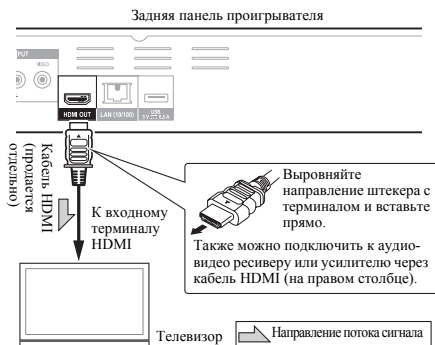 Задняя панель проигрывателя
VIDEO
HDMI OUT
LAN (10/100)
USB
5 V ⎓ 0.5 A
Кабель HDMI
(продается
отдельно)
К входному
терминалу
HDMI
Выровняйте
направление штекера с
терминалом и вставьте
прямо.
Также можно подключить к аудио-
видео ресиверу или усилителю через
кабель HDMI (на правом столбце).
Телевизор
Направление потока сигнала